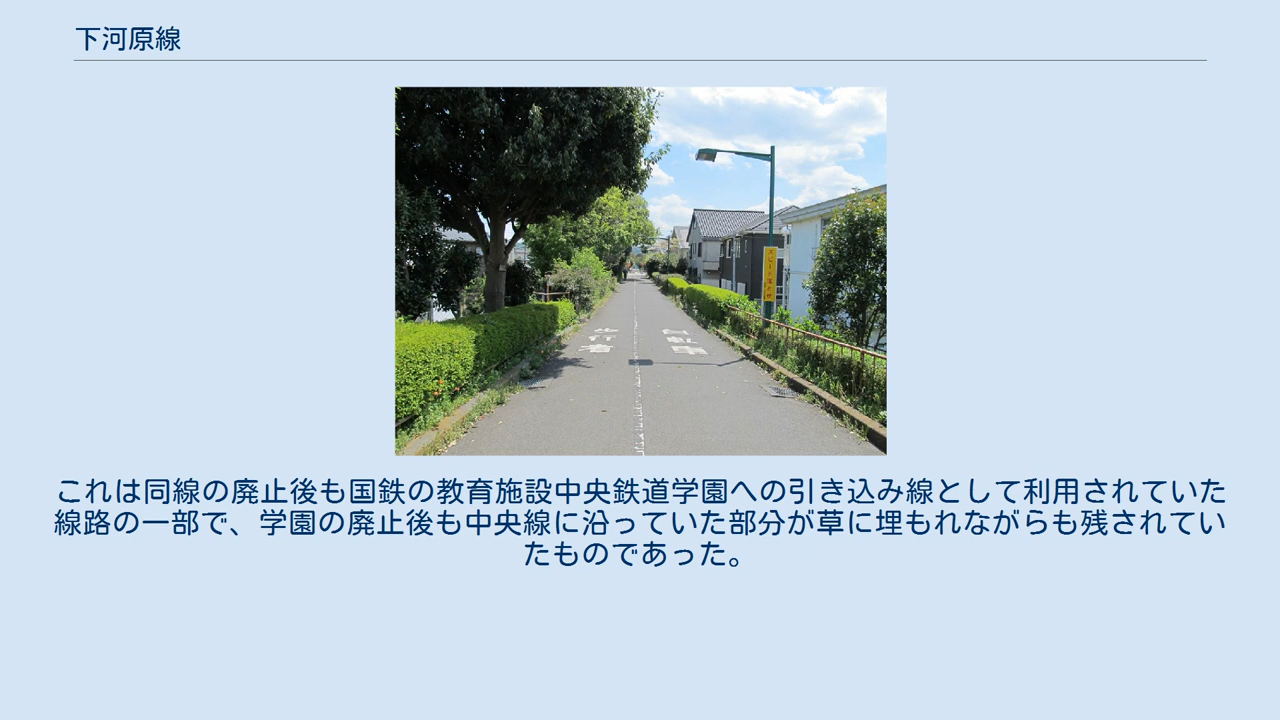 下河原線
これは同線の廃止後も国鉄の教育施設中央鉄道学園への引き込み線として利用されていた
線路の一部で、学園の廃止後も中央線に沿っていた部分が草に埋もれながらも残されてい
たものであった。